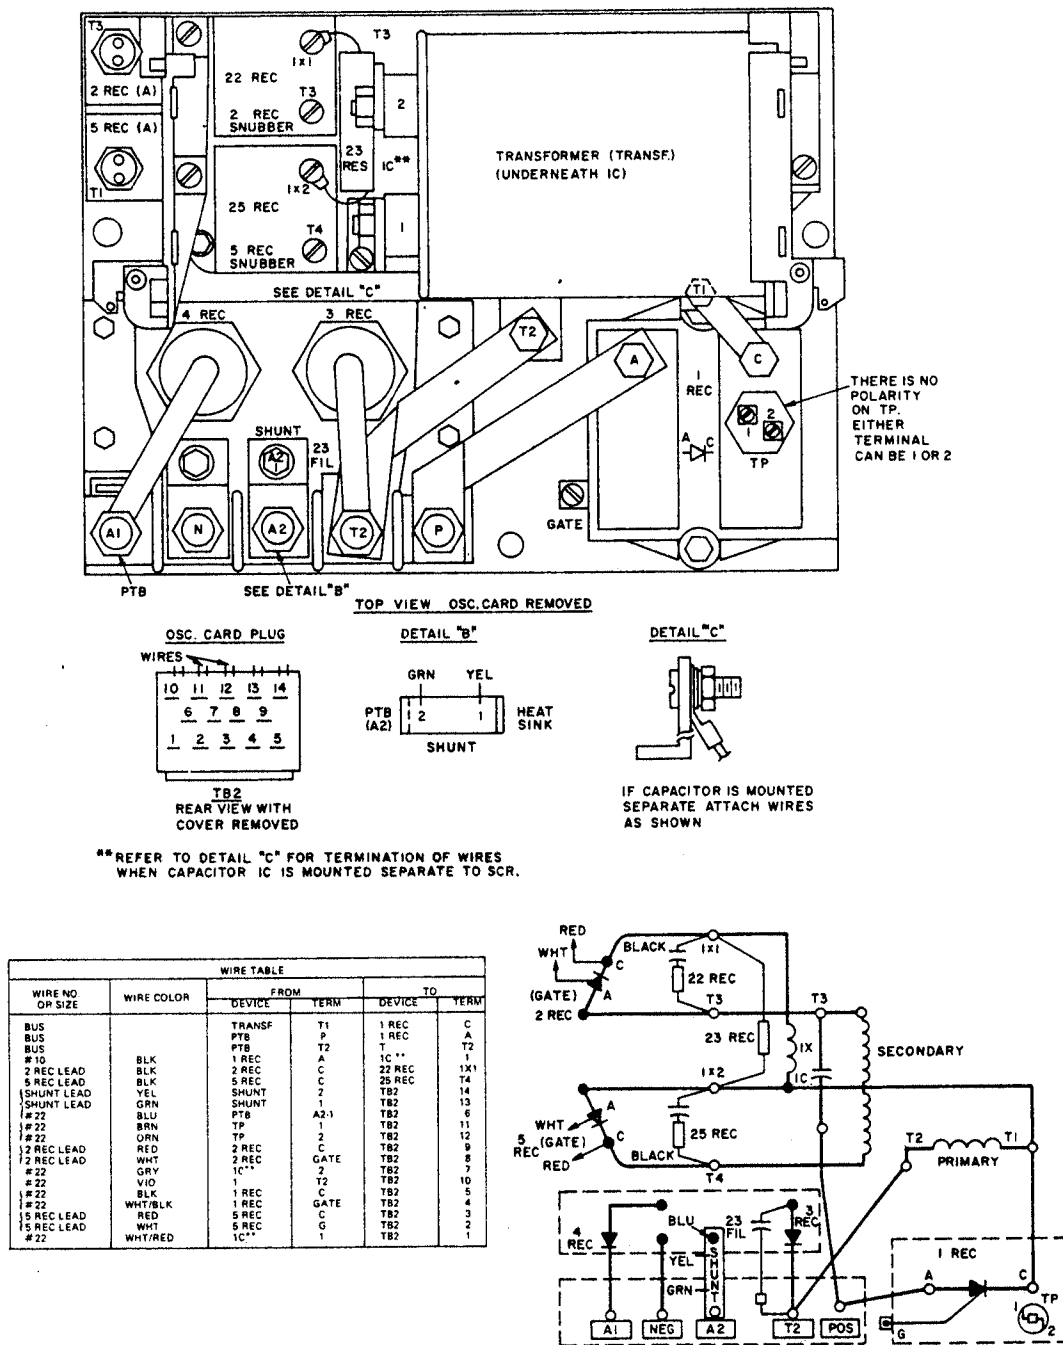 T3
2 REC (A)
5 REC (A)
T1
1X1
22 REC
T3
2 REC
SNUBBER
1X2
25 REC
T4
5 REC
SNUBBER
T3
23
RES
IC**
2
1
TRANSFORMER (TRANSF.)
(UNDERNEATH IC)
SEE DETAIL "C"
4 REC
3 REC
T2
A
T1
C
1
REC
A C
1
2
TP
THERE IS NO
POLARITY
ON TP.
EITHER
TERMINAL
CAN BE 1 OR 2
SHUNT
A2
1
23
FIL
GATE
A1
N
A2
T2
P
PTB
SEE DETAIL "B"
TOP VIEW OSC. CARD REMOVED
OSC. CARD PLUG
WIRES
10 11 12 13 14
6 7 8 9
1 2 3 4 5
TB2
REAR VIEW WITH
COVER REMOVED
DETAIL "B"
GRN YEL
PTB
(A2)
2 1
HEAT
SINK
SHUNT
DETAIL "C"
IF CAPACITOR IS MOUNTED
SEPARATE ATTACH WIRES
AS SHOWN
**REFER TO DETAIL "C" FOR TERMINATION OF WIRES
WHEN CAPACITOR IC IS MOUNTED SEPARATE TO SCR.
WIRE TABLE
WIRE NO OR SIZE WIRE COLOR FROM DEVICE TERM TO DEVICE TERM
BUS TRANSF T1 1 REC C
BUS PTB P 1 REC A
BUS PTB T2 T T2
#10 BLK 1 REC A 1C ** 1
2 REC LEAD BLK 2 REC C 22 REC 1X1
5 REC LEAD BLK 5 REC C 25 REC T4
SHUNT LEAD YEL SHUNT 2 TB2 14
SHUNT LEAD GRN SHUNT 1 TB2 13
#22 BLU PTB A2-1 TB2 6
#22 BRN TP 1 TB2 11
#22 ORN TP 2 TB2 12
2 REC LEAD RED 2 REC C TB2 9
2 REC LEAD WHT 2 REC GATE TB2 8
#22 GRY 1C** 2 TB2 7
#22 VIO 1 T2 TB2 10
#22 BLK 1 REC C TB2 5
#22 WHT/BLK 1 REC GATE TB2 4
5 REC LEAD RED 5 REC C TB2 3
5 REC LEAD WHT 5 REC G TB2 2
#22 WHT/RED 1C** 1 TB2 1
RED
WHT
BLACK
C
A
(GATE)
2 REC
1X1
22 REC
T3
T3
23 REC
1X
1C
SECONDARY
1X2
A
WHT
5
REC
(GATE)
C
RED
25 REC
BLACK
T4
T2
T1
PRIMARY
4
REC
BLU
YEL
GRN
SHUNT
23
FIL
3
REC
1 REC
A
C
TP
1
2
G
A1
NEG
A2
T2
POS